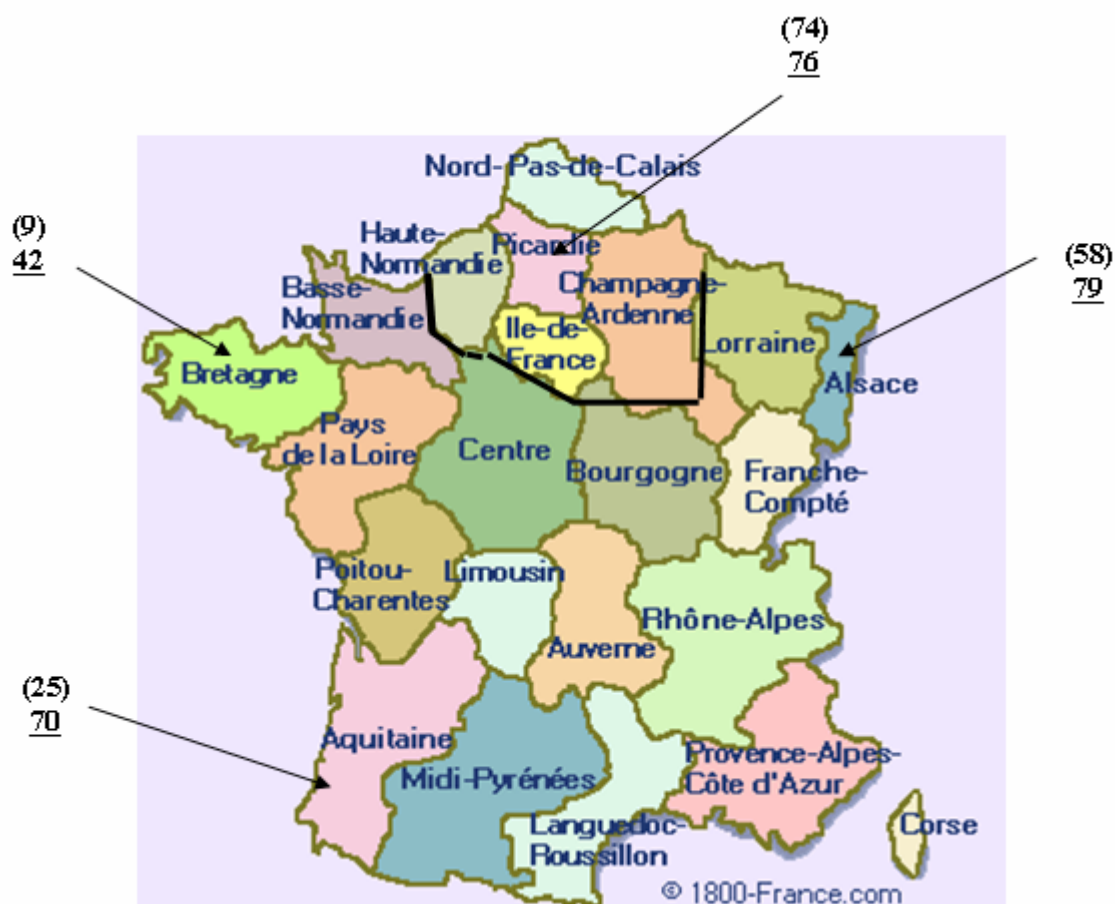 (74)
76
Nord-Pas-de-Calais
(9)
42
Haute-
Normandie
Picardie
(58)
79
Basse-
Normandie
Champagne-
Ardenne
Ile-de-
France
Lorraine
Alsace
Bretagne
Pays
de la Loire
Centre
Bourgogne
Franche-
Compté
Poitou-
Charentes
Limousin
Rhône-Alpes
Auverne
(25)
70
Aquitaine
Midi-Pyrénées
Provence-Alpes-
Côte d'Azur
Languedoc-
Roussillon
Corse
© 1800-France.com